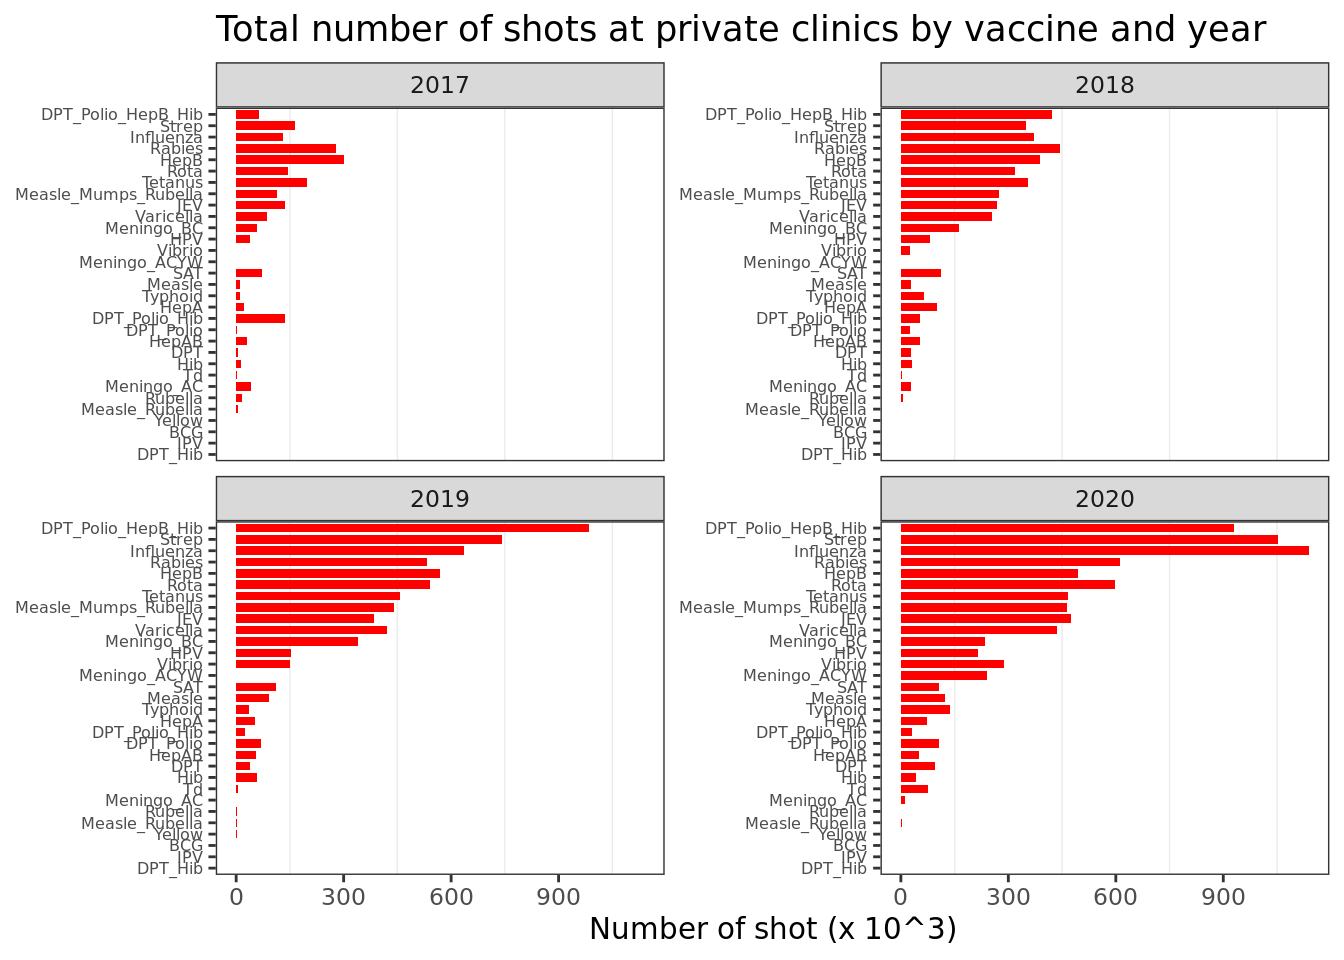 Total number of shots at private clinics by vaccine and year
2017
DPT_Polio_HepB_Hib
Strep
Influenza
Rabies
HepB
Rota
Tetanus
Measle_Mumps_Rubella
JEV
Varicella
Meningo_BC
HPV
Vibrio
Meningo_ACYW
SAT
Measle
Typhoid
HepA
DPT_Polio_Hib
DPT_Polio
HepAB
DPT
Hib
Td
Meningo_AC
Rubella
Measle_Rubella
Yellow
BCG
IPV
DPT_Hib
2018
DPT_Polio_HepB_Hib
Strep
Influenza
Rabies
HepB
Rota
Tetanus
Measle_Mumps_Rubella
JEV
Varicella
Meningo_BC
HPV
Vibrio
Meningo_ACYW
SAT
Measle
Typhoid
HepA
DPT_Polio_Hib
DPT_Polio
HepAB
DPT
Hib
Td
Meningo_AC
Rubella
Measle_Rubella
Yellow
BCG
IPV
DPT_Hib
2019
DPT_Polio_HepB_Hib
Strep
Influenza
Rabies
HepB
Rota
Tetanus
Measle_Mumps_Rubella
JEV
Varicella
Meningo_BC
HPV
Vibrio
Meningo_ACYW
SAT
Measle
Typhoid
HepA
DPT_Polio_Hib
DPT_Polio
HepAB
DPT
Hib
Td
Meningo_AC
Rubella
Measle_Rubella
Yellow
BCG
IPV
DPT_Hib
0 300 600 900
2020
DPT_Polio_HepB_Hib
Strep
Influenza
Rabies
HepB
Rota
Tetanus
Measle_Mumps_Rubella
JEV
Varicella
Meningo_BC
HPV
Vibrio
Meningo_ACYW
SAT
Measle
Typhoid
HepA
DPT_Polio_Hib
DPT_Polio
HepAB
DPT
Hib
Td
Meningo_AC
Rubella
Measle_Rubella
Yellow
BCG
IPV
DPT_Hib
0 300 600 900
Number of shot (x 10^3)